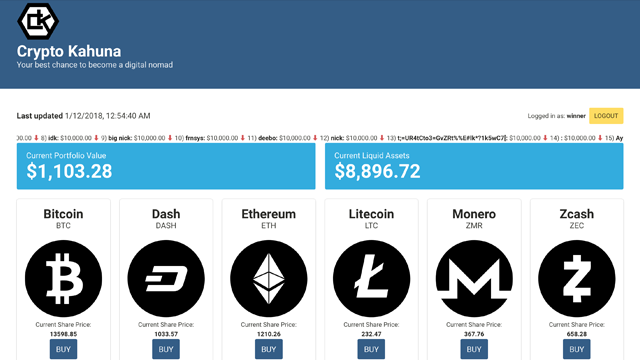 CK
Crypto Kahuna
Your best chance to become a digital nomad
Last updated 1/12/2018, 12:54:40 AM
Logged in as: winner
LOGOUT
00.00 8) idk: $10,000.00 9) big nick: $10,000.00 10) frnsys: $10,000.00 11) deebo: $10,000.00 12) nick: $10,000.00 13) $10,000.00 14) : $10,000.00 15) Ay
Current Portfolio Value
$1,103.28
Current Liquid Assets
$8,896.72
Bitcoin
BTC
Current Share Price:
13598.85
BUY
Dash
DASH
Current Share Price:
1033.57
BUY
Ethereum
ETH
Current Share Price:
1210.26
BUY
Litecoin
LTC
Current Share Price:
232.47
BUY
Monero
ZMR
Current Share Price:
367.76
BUY
Zcash
ZEC
Current Share Price:
658.28
BUY